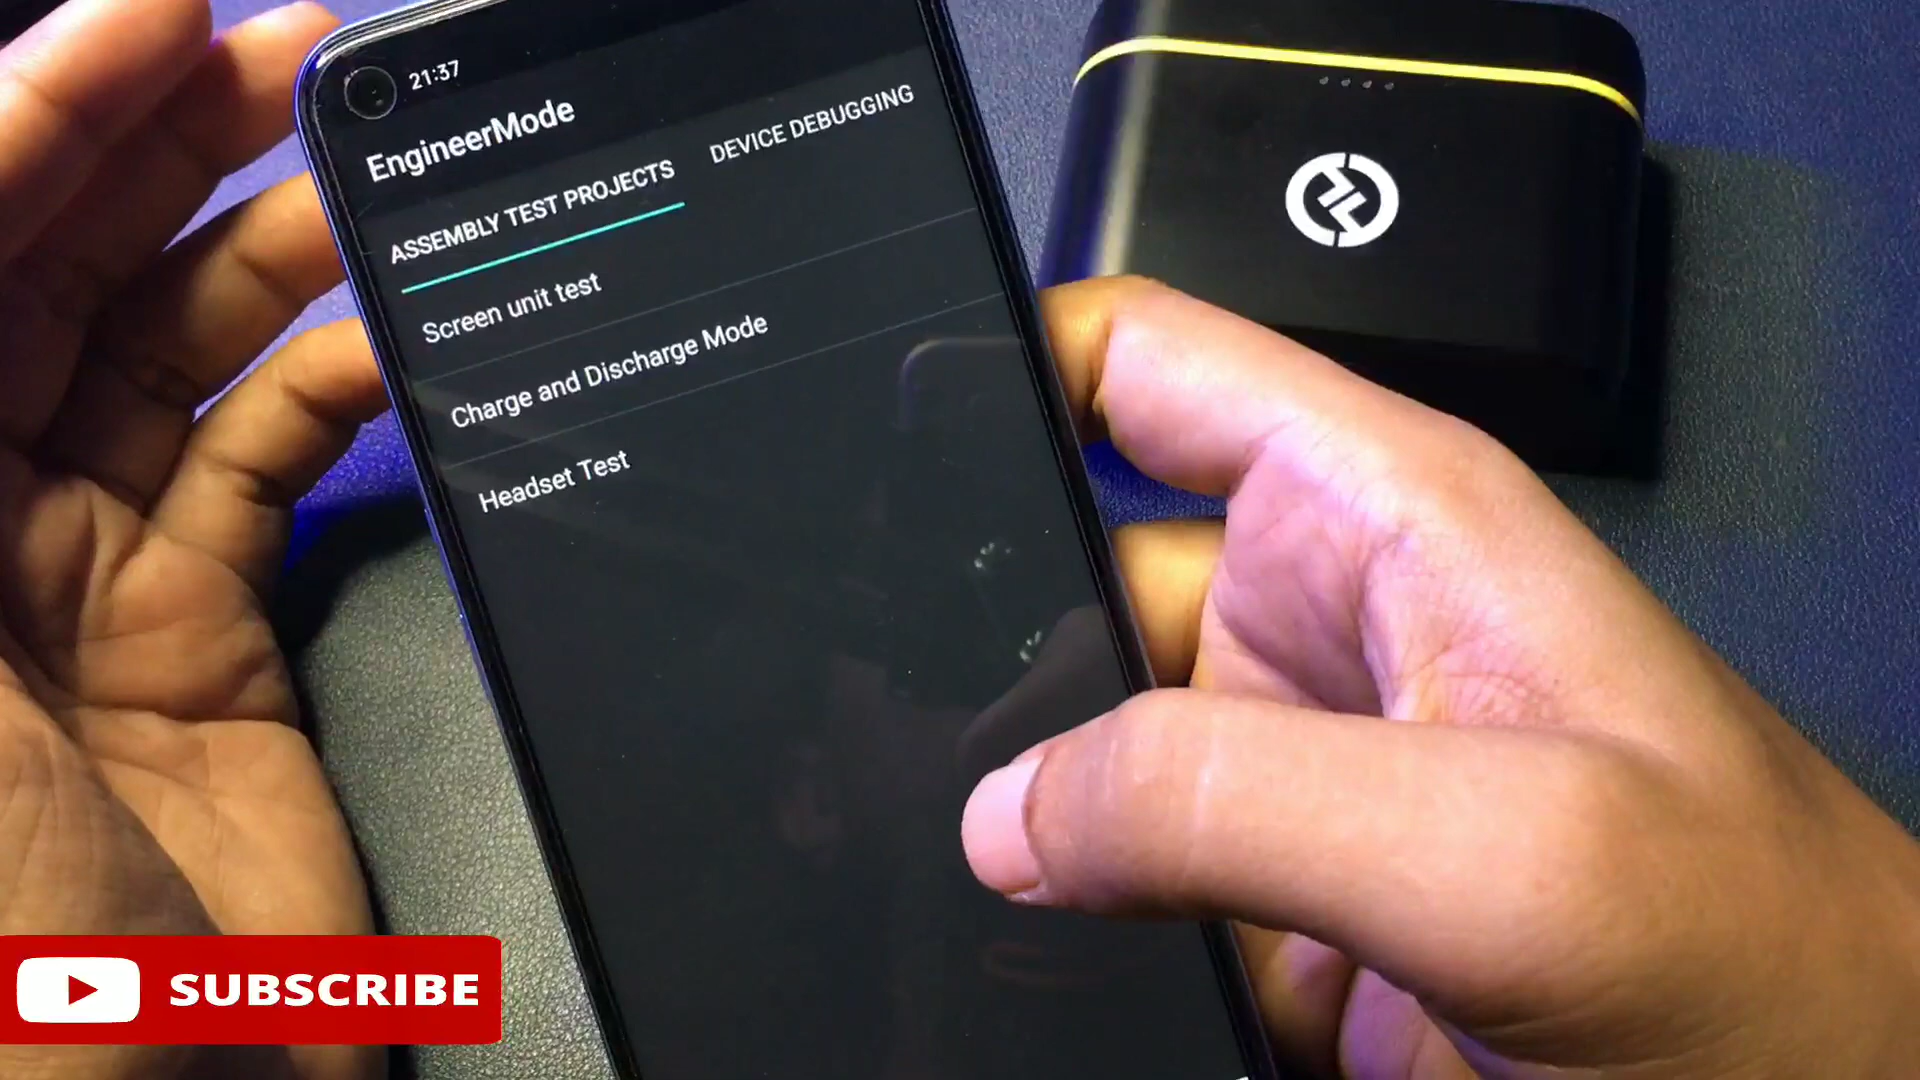 21:37
EngineerMode
ASSEMBLY TEST PROJECTS
DEVICE DEBUGGING
Screen unit test
Charge and Discharge Mode
Headset Test
SUBSCRIBE